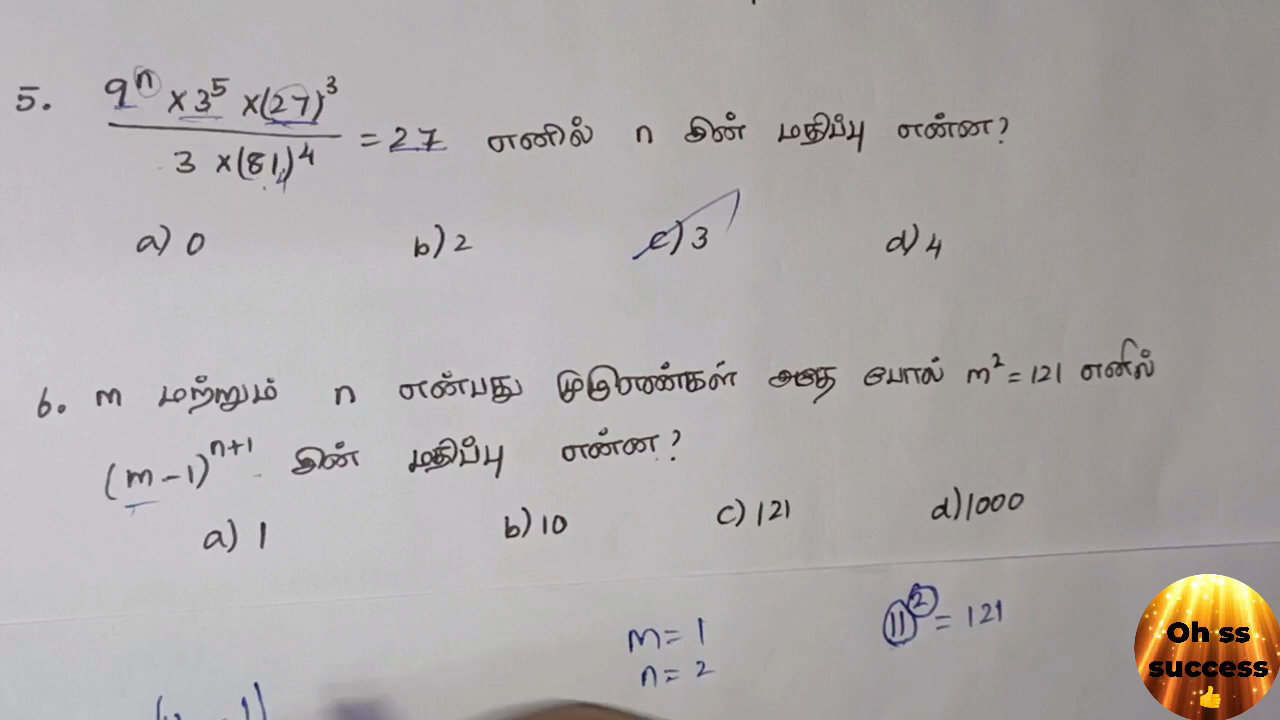 5. 9ⁿ × 3⁵ × (27)³
3 × (81)⁴
= 27 எனில் n இன் மதிப்பு என்ன?
a) 0 b) 2 c) 3 d) 4
6. m மற்றும் n என்பது முழுஎண்கள் அதே போல் m² = 121 எனில்
(m - 1)ⁿ⁺¹ இன் மதிப்பு என்ன?
a) 1 b) 10 c) 121 d) 1000
m = 1
n = 2
11² = 121
Oh ss
success